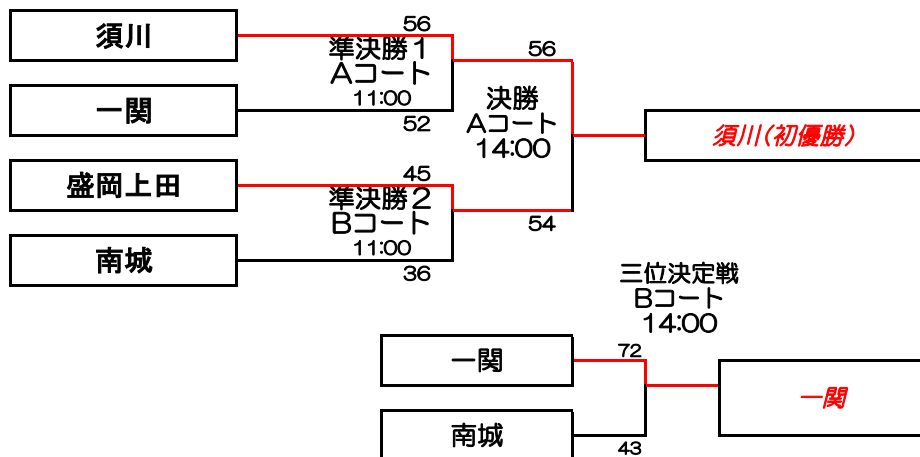 須川
56
準決勝1
Aコート
11:00
一関
52
56
決勝
Aコート
14:00
須川(初優勝)
盛岡上田
45
準決勝2
Bコート
11:00
南城
36
54
三位決定戦
Bコート
14:00
一関
72
一関
南城
43